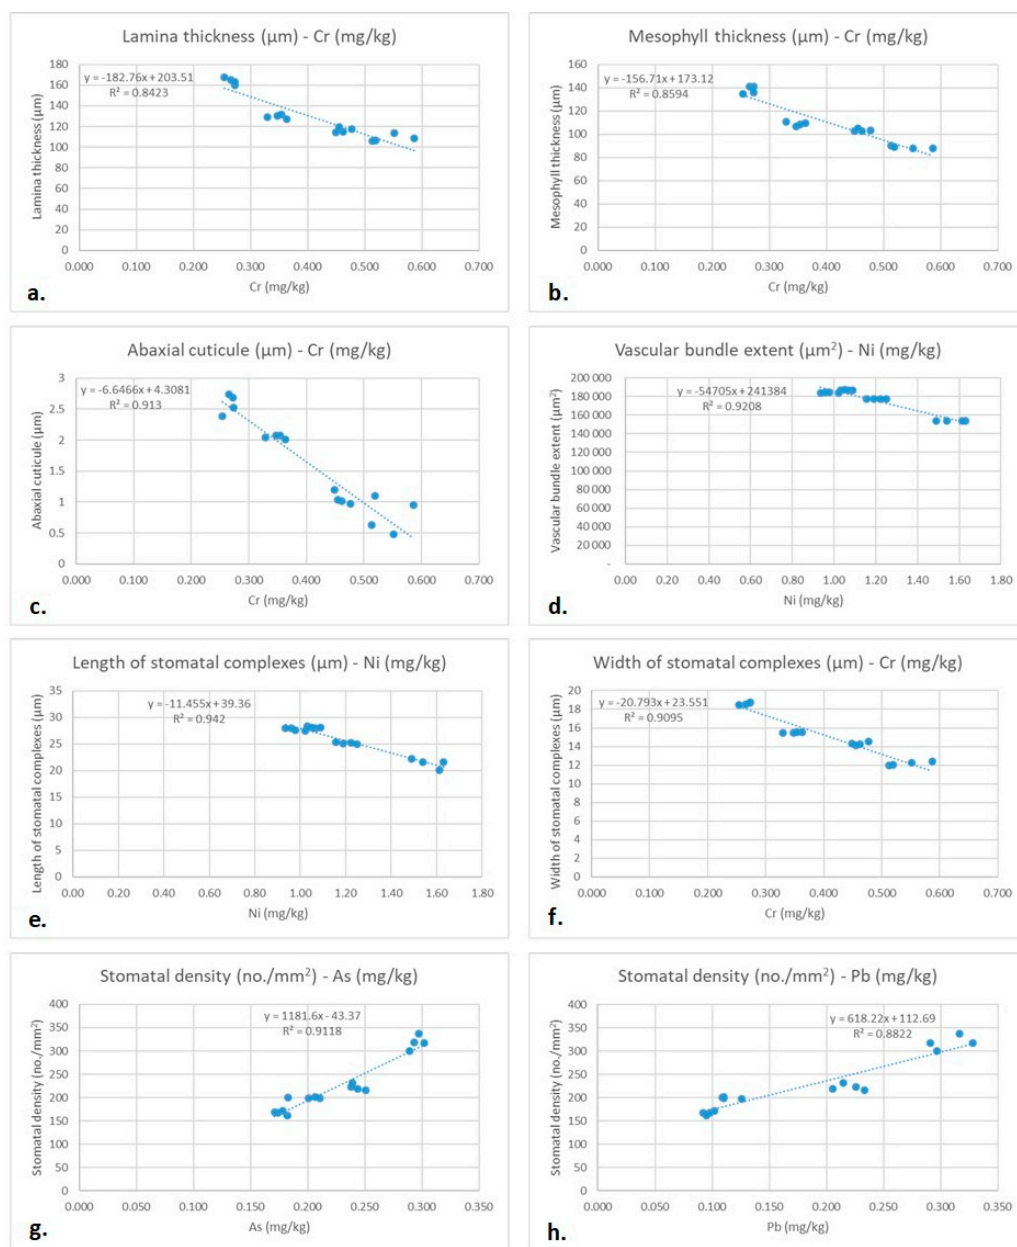 Lamina thickness (µm) - Cr (mg/kg)
y = -182.76x + 203.51
R² = 0.8423
Lamina thickness (µm)
180
160
140
120
100
80
60
40
20
0
0.000 0.100 0.200 0.300 0.400 0.500 0.600 0.700
Cr (mg/kg)
a.
Mesophyll thickness (µm) - Cr (mg/kg)
y = -156.71x + 173.12
R² = 0.8594
Mesophyll thickness (µm)
160
140
120
100
80
60
40
20
0
0.000 0.100 0.200 0.300 0.400 0.500 0.600 0.700
Cr (mg/kg)
b.
Abaxial cuticule (µm) - Cr (mg/kg)
y = -6.6466x + 4.3081
R² = 0.913
Abaxial cuticule (µm)
3
2.5
2
1.5
1
0.5
0
0.000 0.100 0.200 0.300 0.400 0.500 0.600 0.700
Cr (mg/kg)
c.
Vascular bundle extent (µm²) - Ni (mg/kg)
y = -54705x + 241384
R² = 0.9208
Vascular bundle extent (µm²)
200 000
180 000
160 000
140 000
120 000
100 000
80 000
60 000
40 000
20 000
-
0.00 0.20 0.40 0.60 0.80 1.00 1.20 1.40 1.60 1.80
Ni (mg/kg)
d.
Length of stomatal complexes (µm) - Ni (mg/kg)
y = -11.455x + 39.36
R² = 0.942
Length of stomatal complexes (µm)
35
30
25
20
15
10
5
0
0.00 0.20 0.40 0.60 0.80 1.00 1.20 1.40 1.60 1.80
Ni (mg/kg)
e.
Width of stomatal complexes (µm) - Cr (mg/kg)
y = -20.793x + 23.551
R² = 0.9095
Width of stomatal complexes (µm)
20
18
16
14
12
10
8
6
4
2
0
0.000 0.100 0.200 0.300 0.400 0.500 0.600 0.700
Cr (mg/kg)
f.
Stomatal density (no./mm²) - As (mg/kg)
y = 1181.6x - 43.37
R² = 0.9118
Stomatal density (no./mm²)
400
350
300
250
200
150
100
50
0
0.000 0.050 0.100 0.150 0.200 0.250 0.300 0.350
As (mg/kg)
g.
Stomatal density (no./mm²) - Pb (mg/kg)
y = 618.22x + 112.69
R² = 0.8822
Stomatal density (no./mm²)
400
350
300
250
200
150
100
50
0
0.000 0.050 0.100 0.150 0.200 0.250 0.300 0.350
Pb (mg/kg)
h.